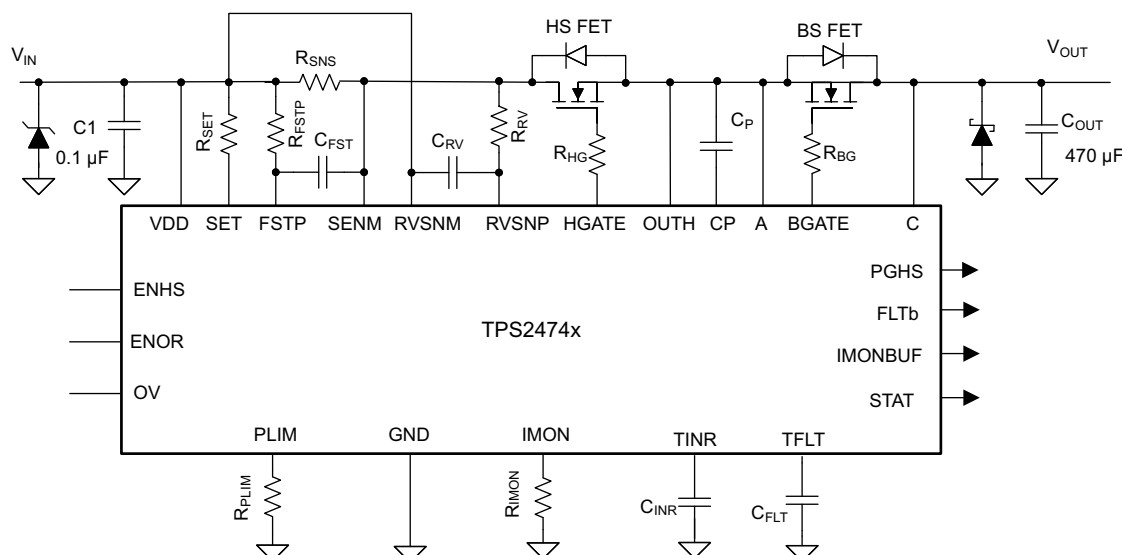 HS FET
BS FET
VIN
VOUT
RSNS
C1
0.1 µF
RSET
RFSTP
CFST
CRV
RRV
RHG
CP
RBG
COUT
470 µF
VDD
SET
FSTP
SENM
RVSNM
RVSNP
HGATE
OUTH
CP
A
BGATE
C
ENHS
ENOR
OV
TPS2474x
PGHS
FLTb
IMONBUF
STAT
PLIM
GND
IMON
TINR
TFLT
RPLIM
RIMON
CINR
CFLT